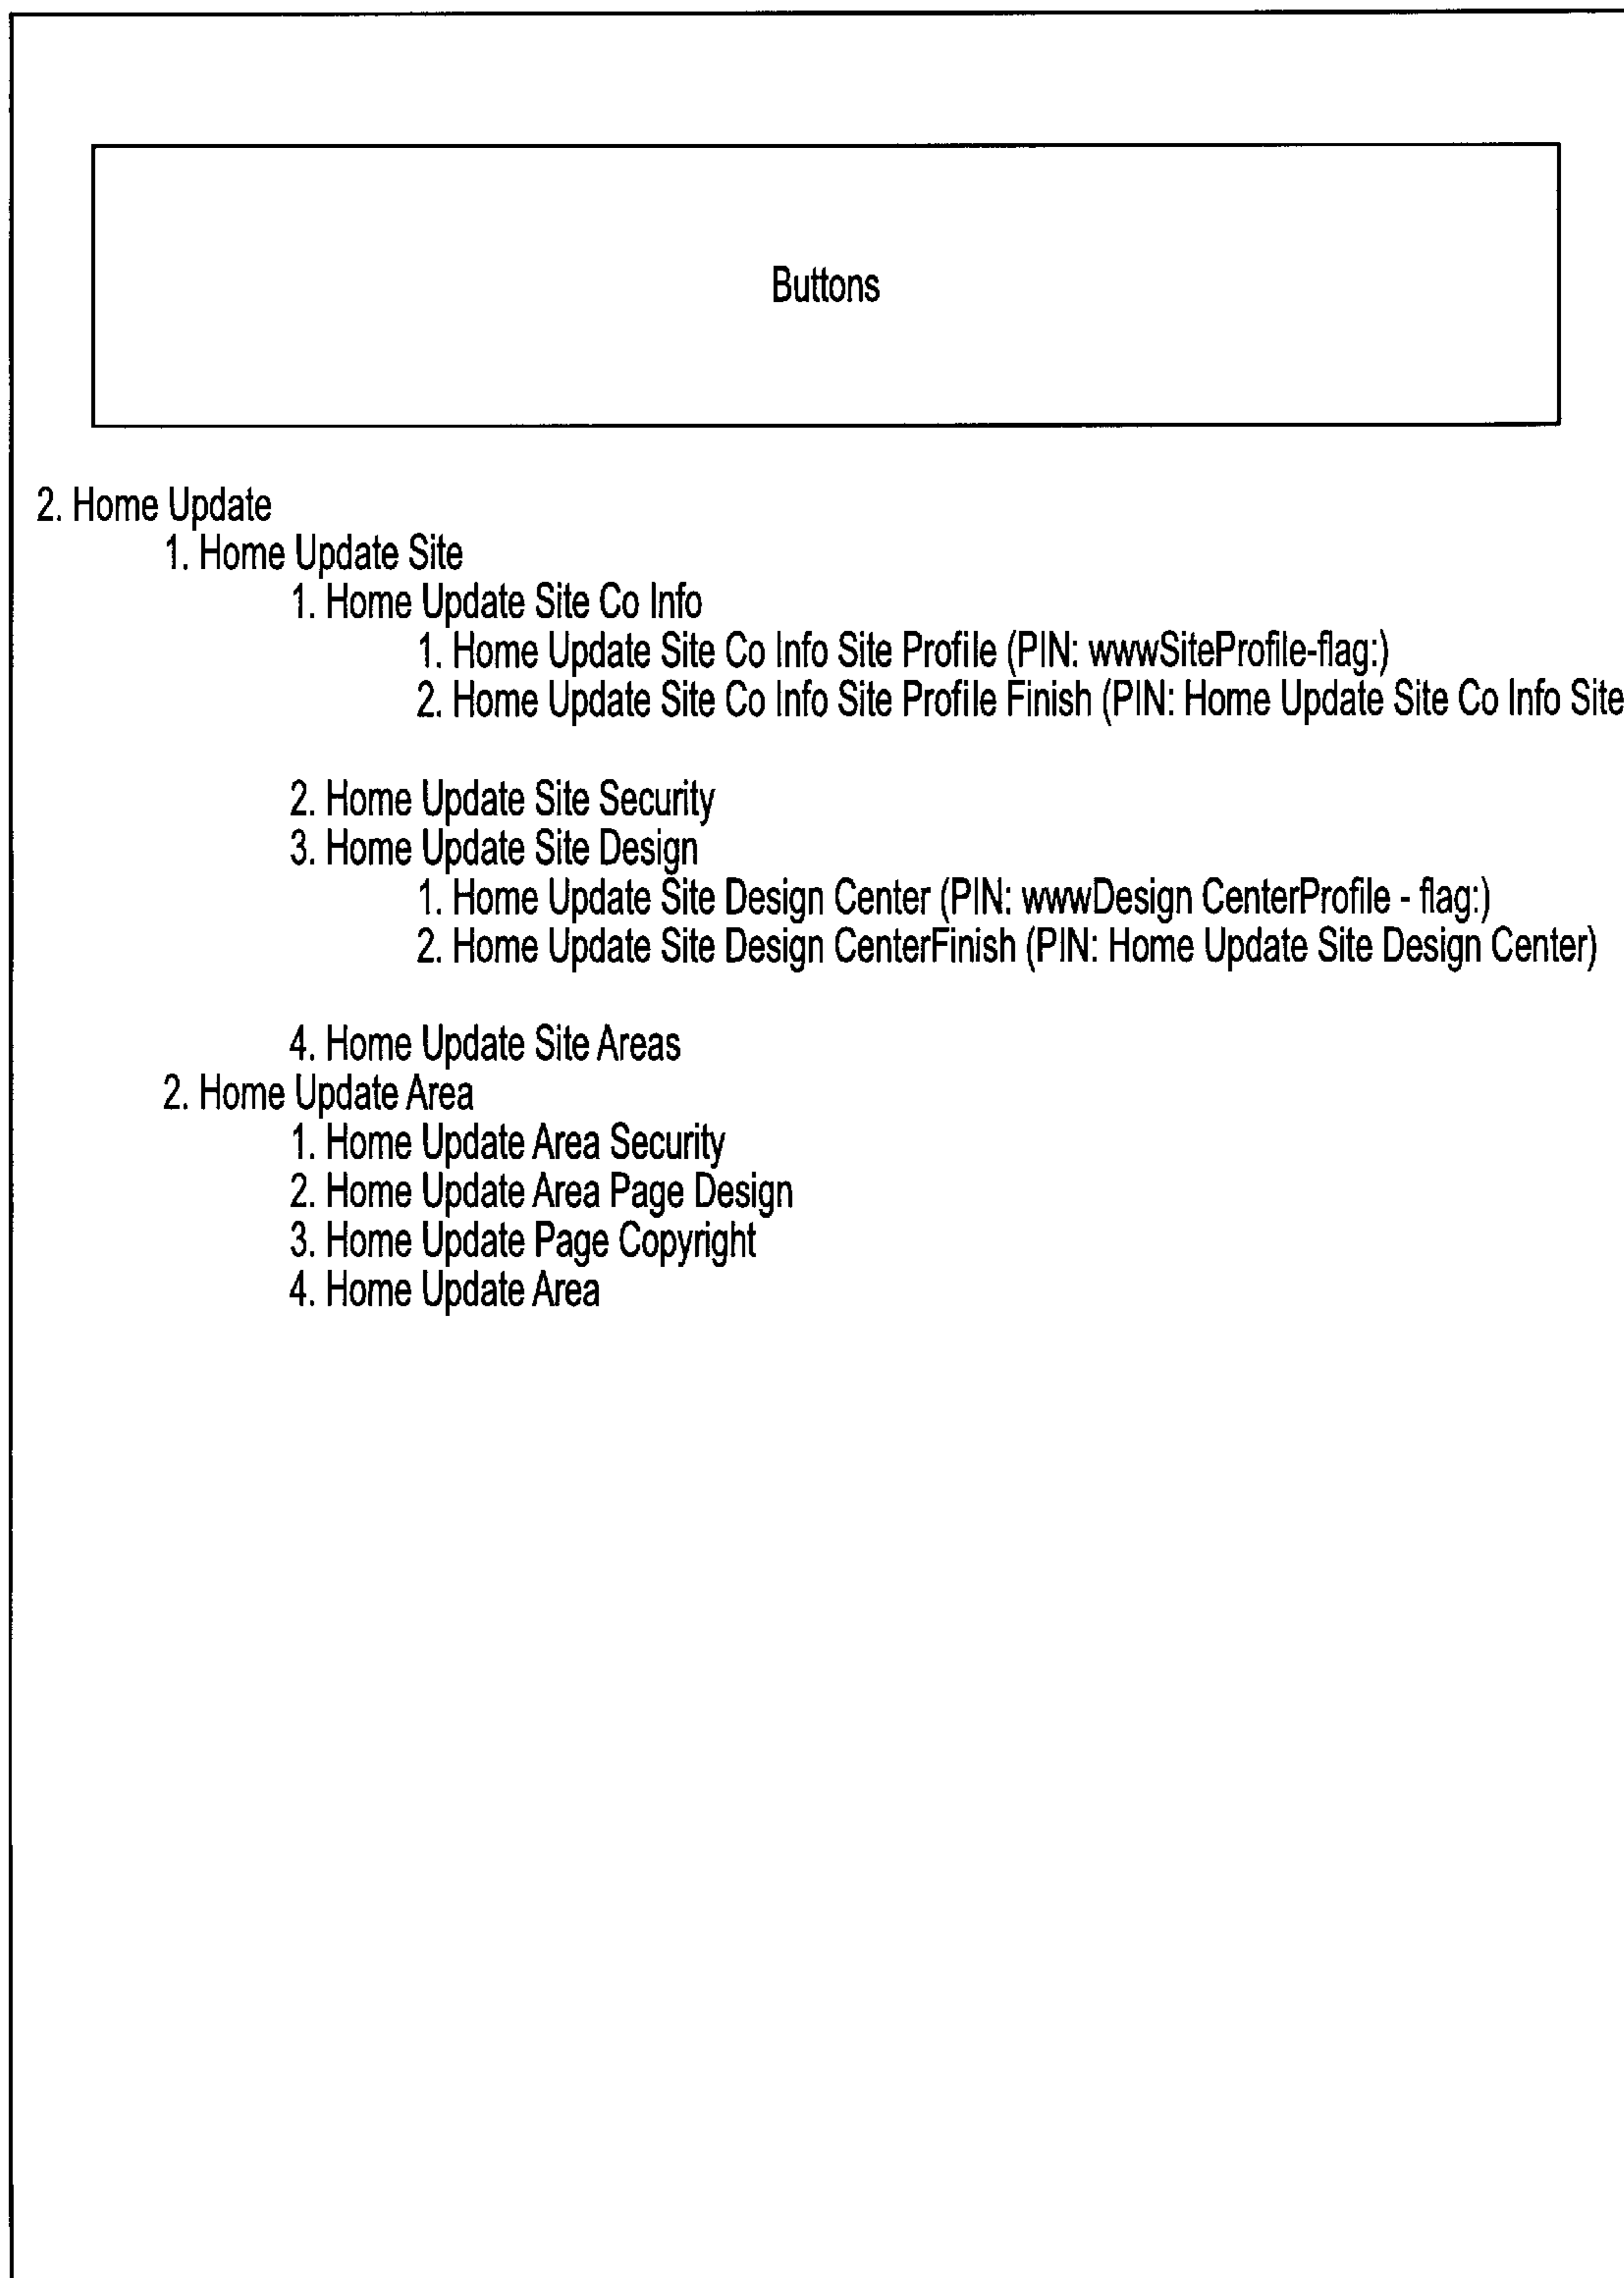 Buttons
2. Home Update
1. Home Update Site
1. Home Update Site Co Info
1. Home Update Site Co Info Site Profile (PIN: wwwSiteProfile-flag:)
2. Home Update Site Co Info Site Profile Finish (PIN: Home Update Site Co Info Site
2. Home Update Site Security
3. Home Update Site Design
1. Home Update Site Design Center (PIN: wwwDesign CenterProfile - flag:)
2. Home Update Site Design CenterFinish (PIN: Home Update Site Design Center)
4. Home Update Site Areas
2. Home Update Area
1. Home Update Area Security
2. Home Update Area Page Design
3. Home Update Page Copyright
4. Home Update Area